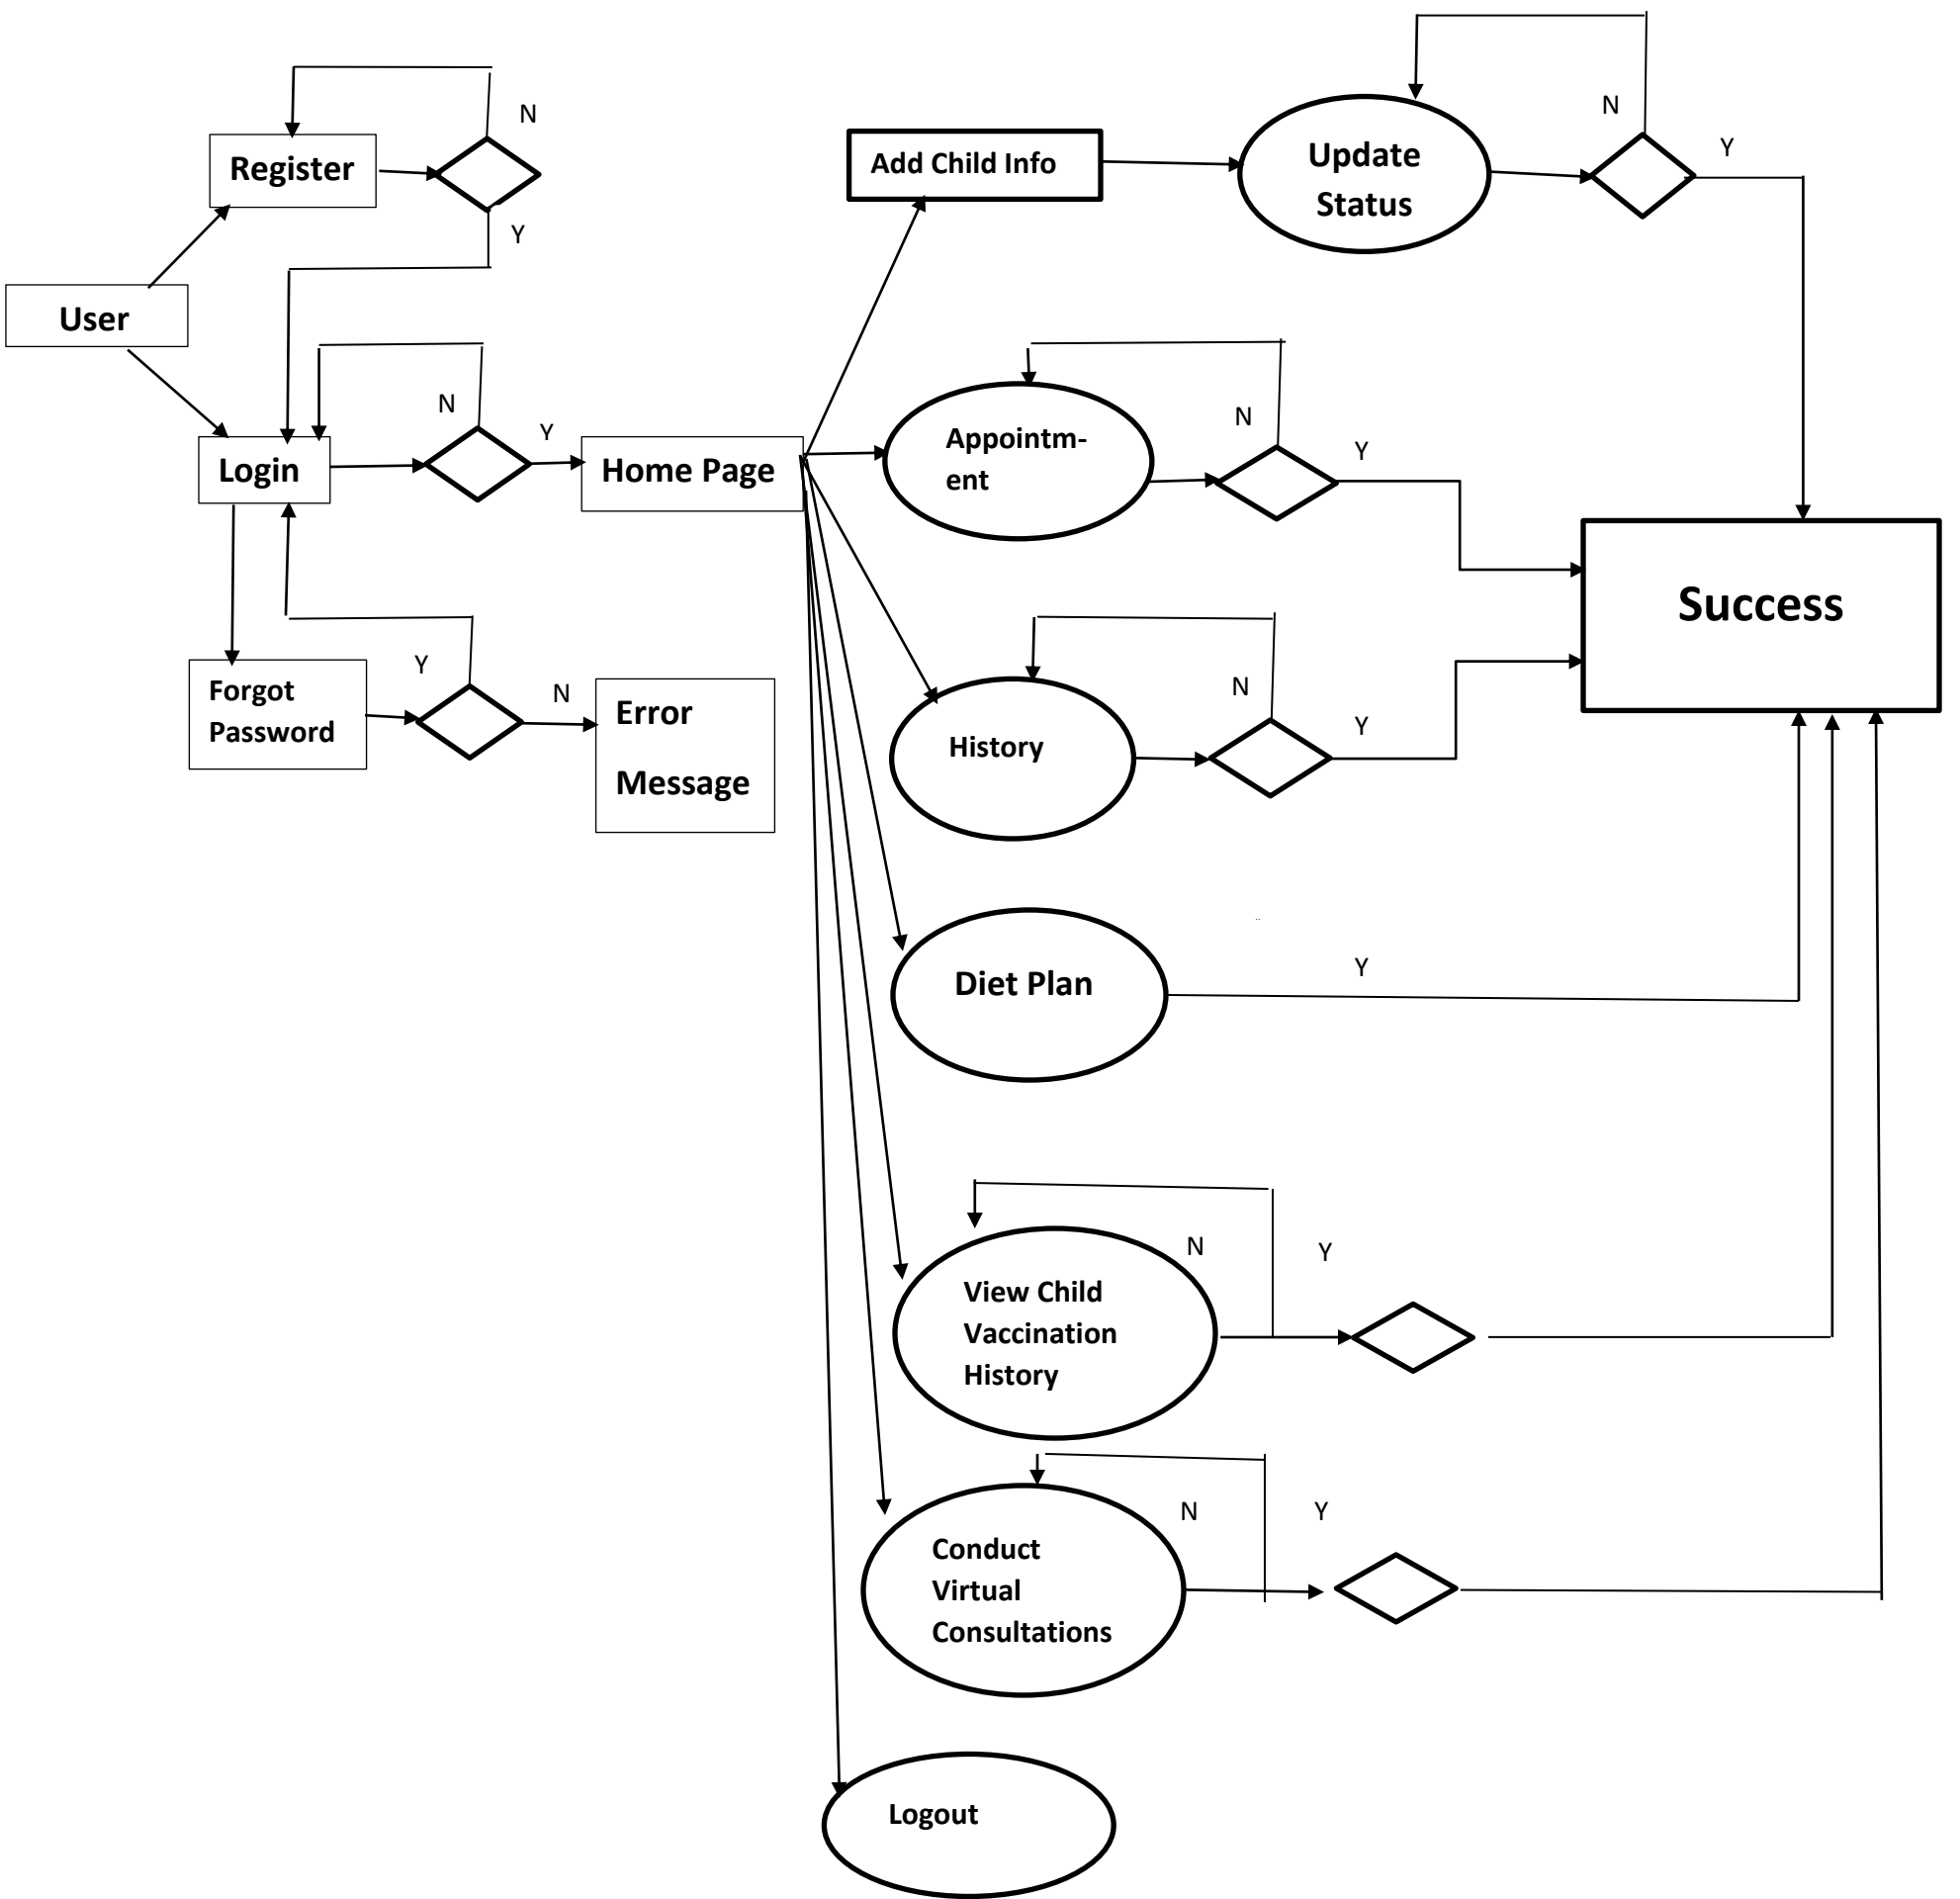 N
Y
N
Register
Add Child Info
Update
Status
Y
User
N
Y
Login
Home Page
Appointm-
ent
N
Y
Success
Forgot
Password
Y
N
Error
Message
History
N
Y
Diet Plan
Y
..
View Child
Vaccination
History
N
Y
Conduct
Virtual
Consultations
N
Y
Logout